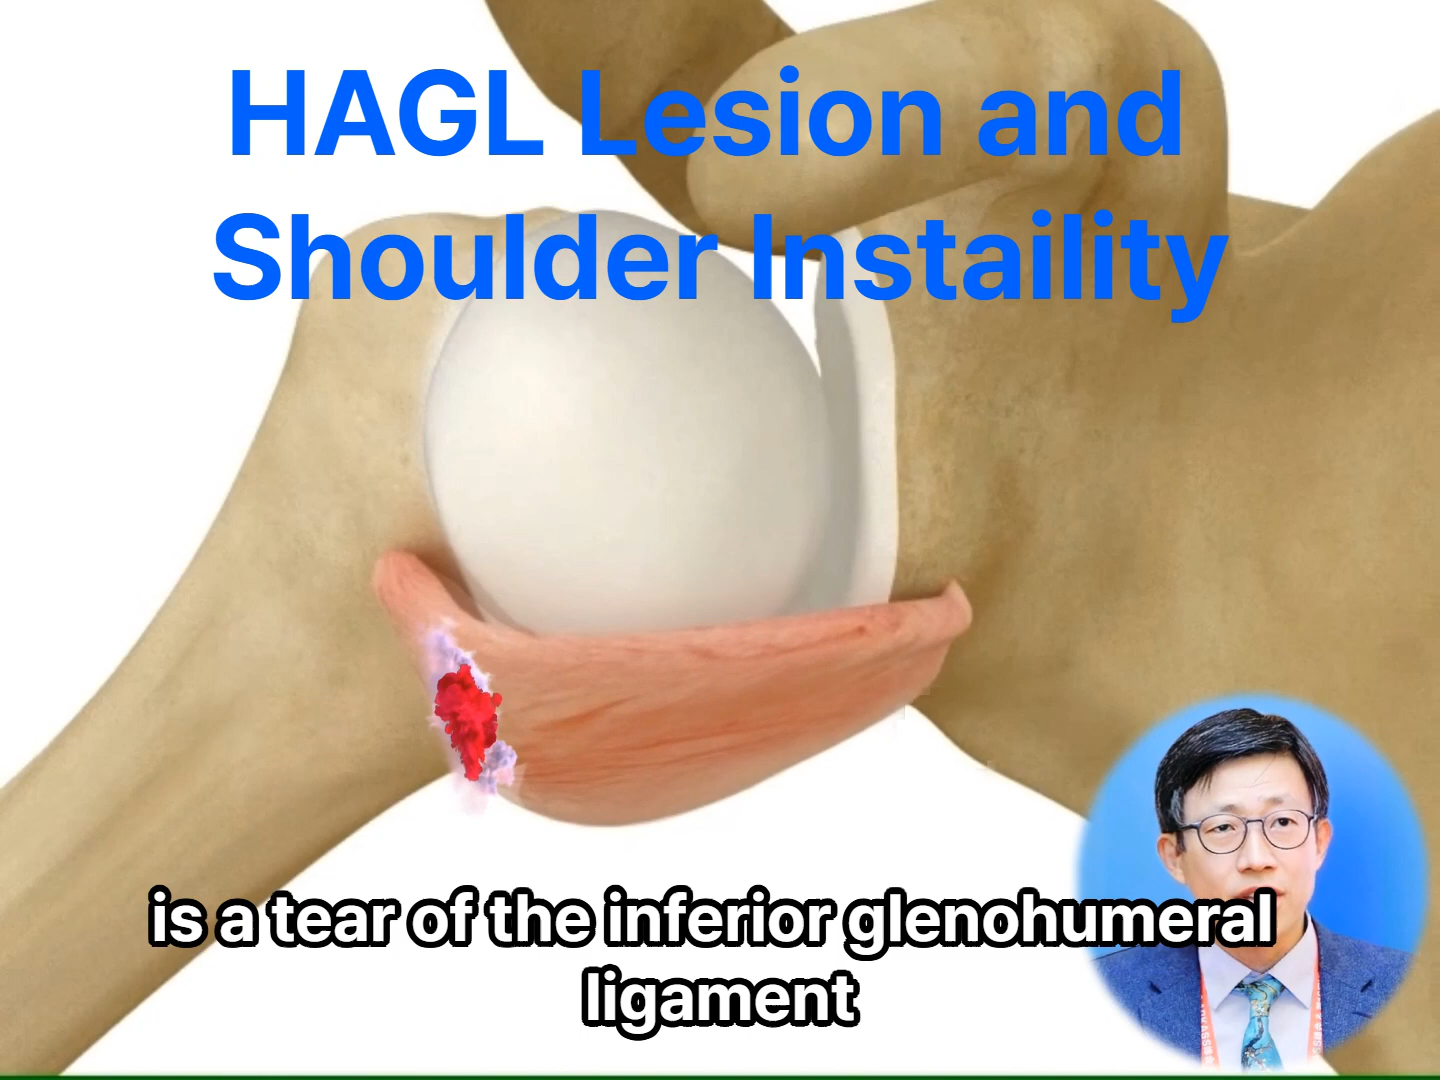 HAGL Lesion and
Shoulder Instaility
is a tear of the inferior glenohumeral
ligament